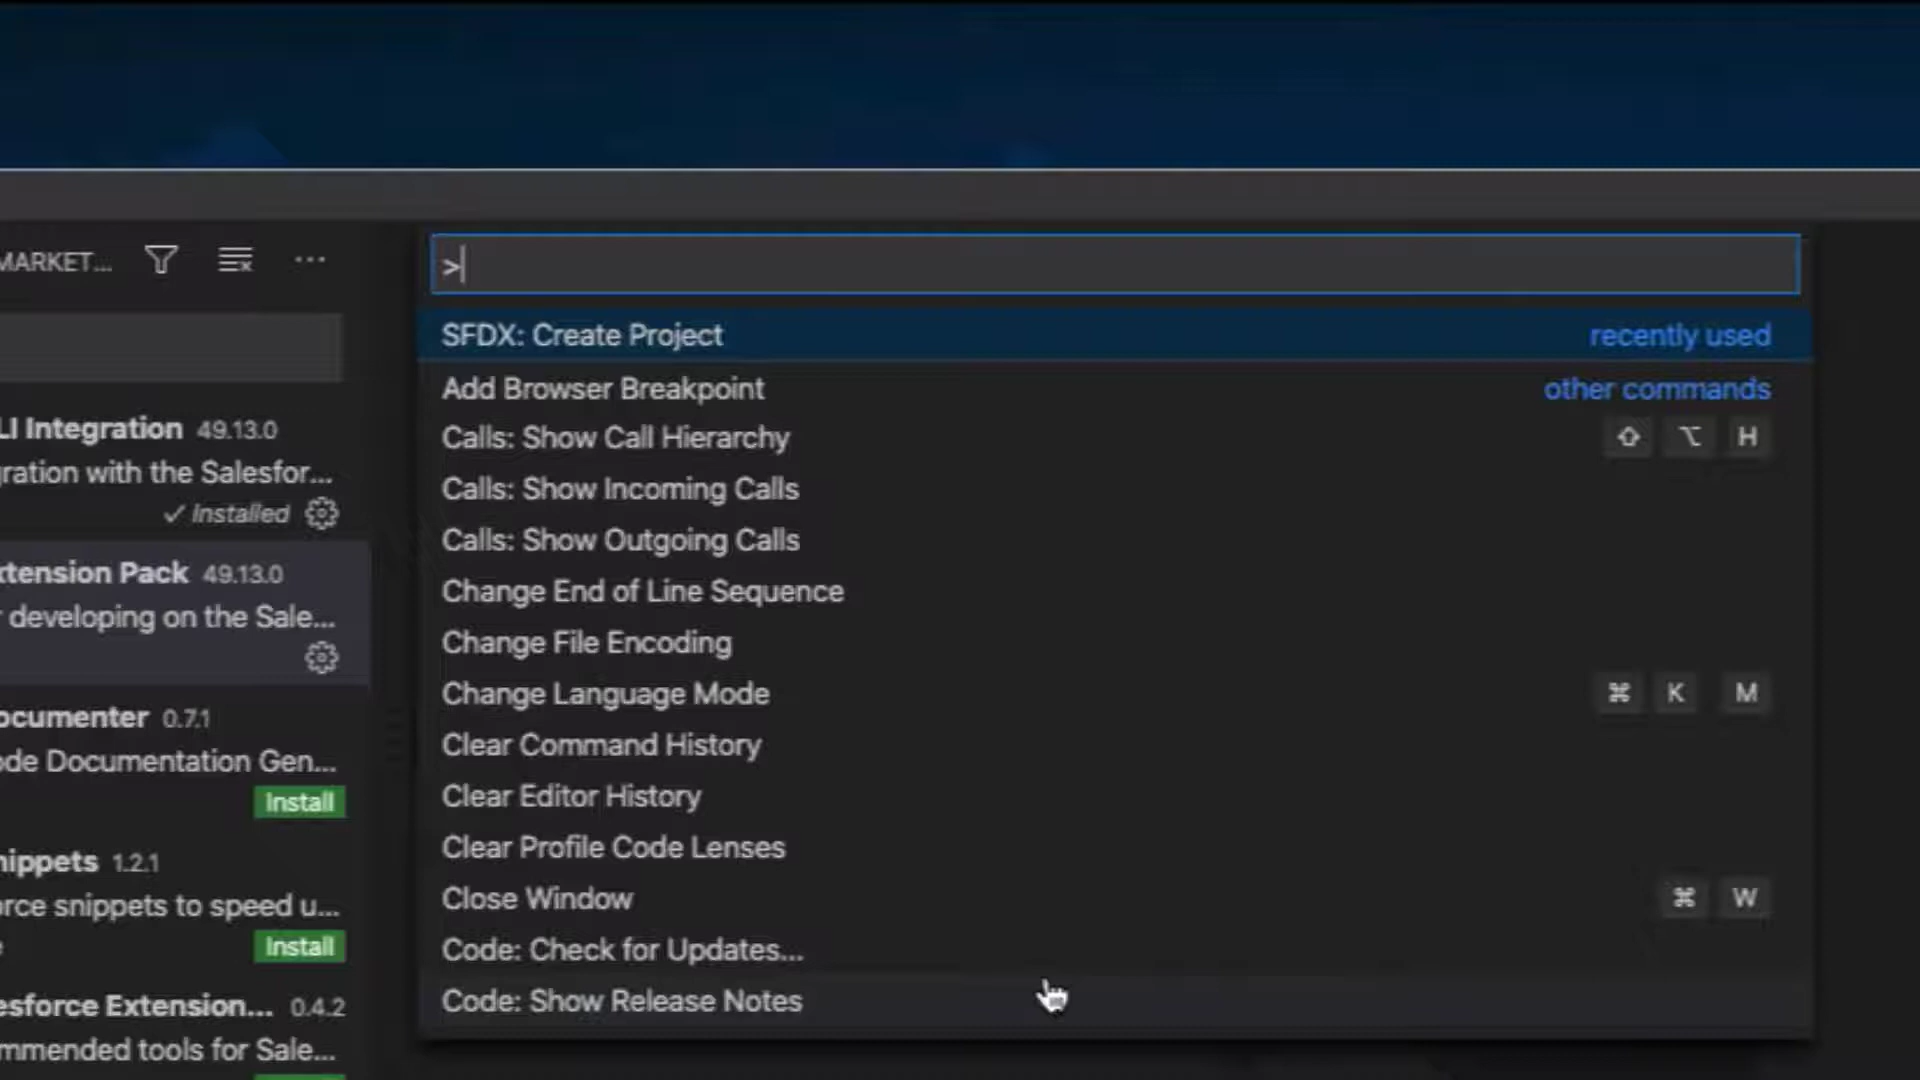 MARKET...
LI Integration 49.13.0
gration with the Salesfor...
✓ Installed
xtension Pack 49.13.0
r developing on the Sale...
ocumenter 0.7.1
ode Documentation Gen...
Install
nippets 1.2.1
orce snippets to speed u...
Install
esforce Extension... 0.4.2
mmended tools for Sale...
>
SFDX: Create Project recently used
Add Browser Breakpoint other commands
Calls: Show Call Hierarchy ⇧ ⌥ H
Calls: Show Incoming Calls
Calls: Show Outgoing Calls
Change End of Line Sequence
Change File Encoding
Change Language Mode ⌘ K M
Clear Command History
Clear Editor History
Clear Profile Code Lenses
Close Window ⌘ W
Code: Check for Updates...
Code: Show Release Notes